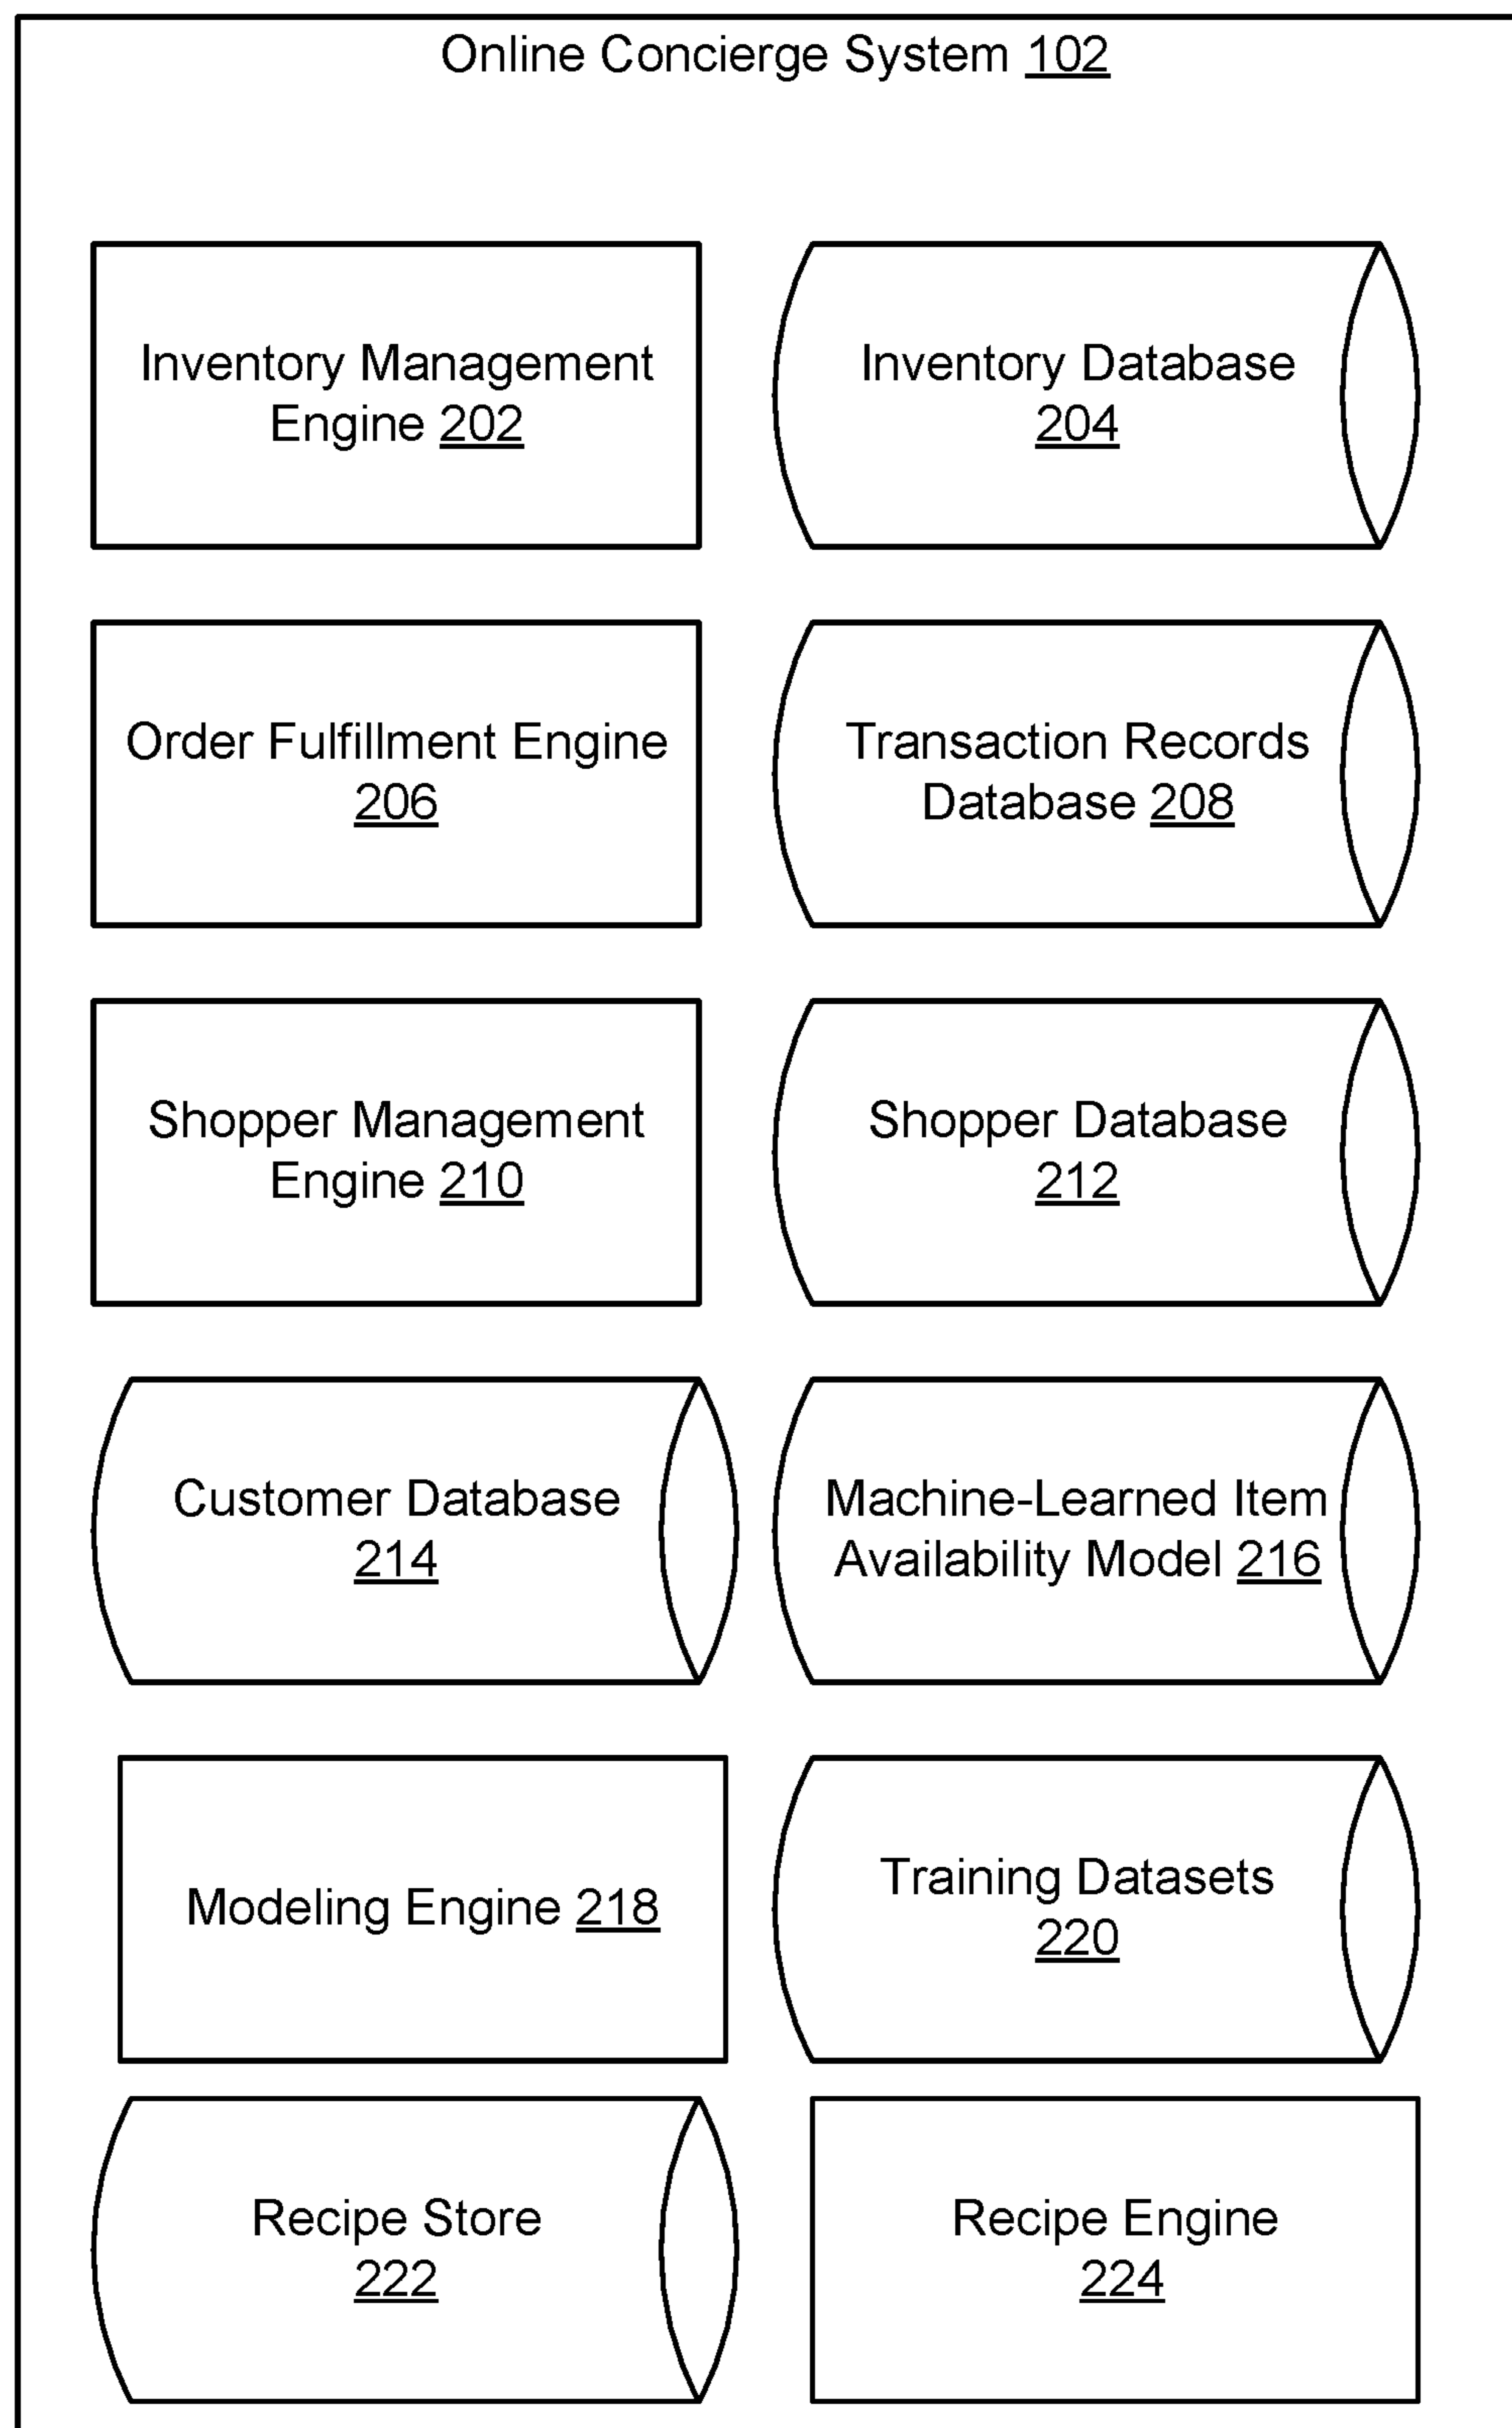 Online Concierge System 102
Inventory Management
Engine 202
Inventory Database
204
Order Fulfillment Engine
206
Transaction Records
Database 208
Shopper Management
Engine 210
Shopper Database
212
Customer Database
214
Machine-Learned Item
Availability Model 216
Modeling Engine 218
Training Datasets
220
Recipe Store
222
Recipe Engine
224